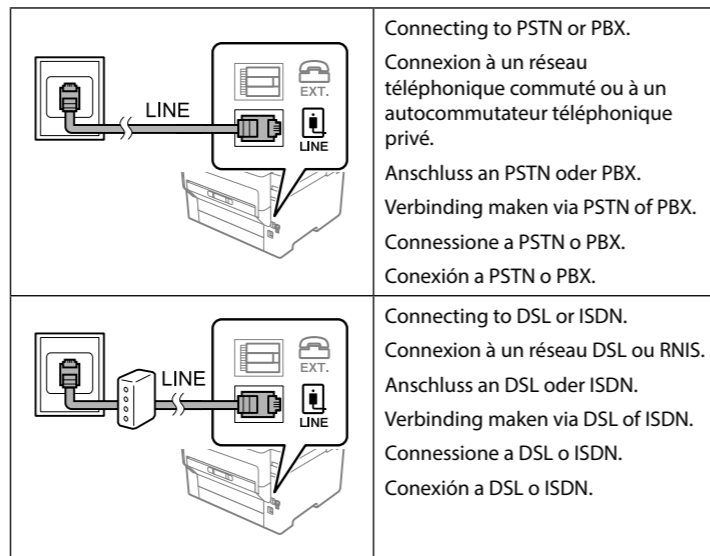 LINE
EXT.
LINE
Connecting to PSTN or PBX.
Connexion à un réseau
téléphonique commuté ou à un
autocommutateur téléphonique
privé.
Anschluss an PSTN oder PBX.
Verbinding maken via PSTN of PBX.
Connessione a PSTN o PBX.
Conexión a PSTN o PBX.
LINE
EXT.
LINE
Connecting to DSL or ISDN.
Connexion à un réseau DSL ou RNIS.
Anschluss an DSL oder ISDN.
Verbinding maken via DSL of ISDN.
Connessione a DSL o ISDN.
Conexión a DSL o ISDN.